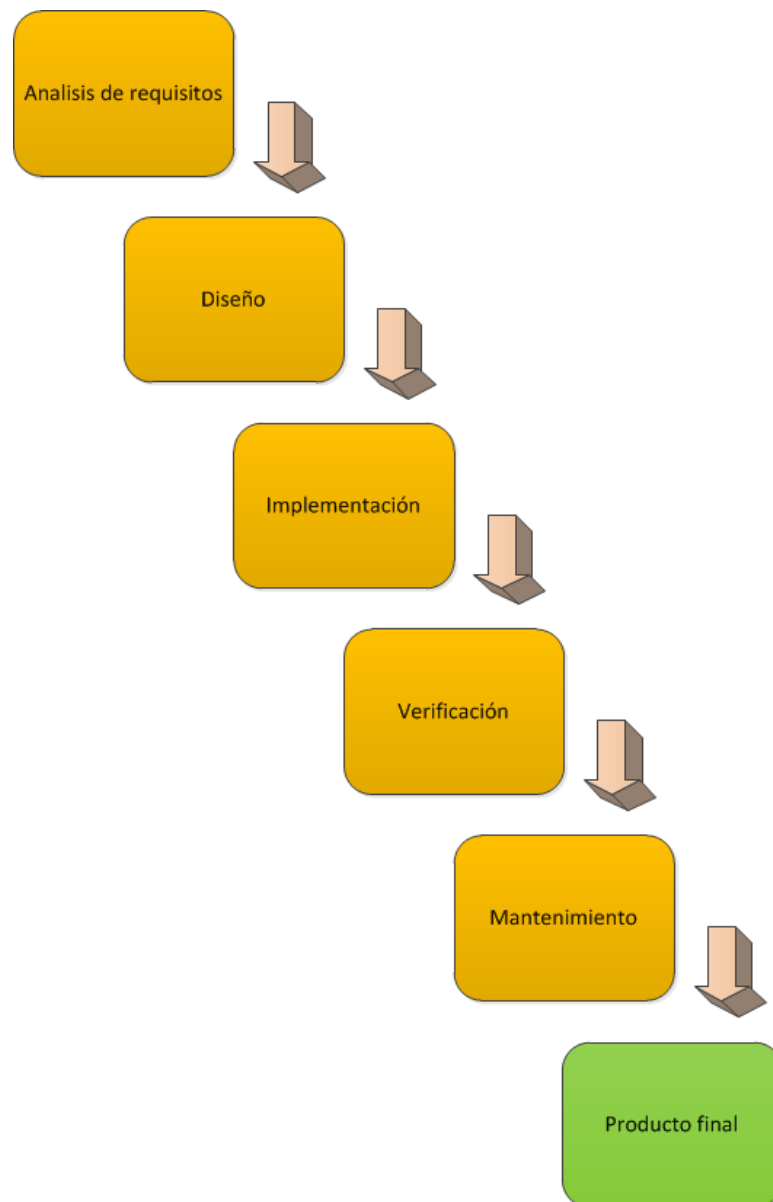 Analisis de requisitos
Diseño
Implementación
Verificación
Mantenimiento
Producto final